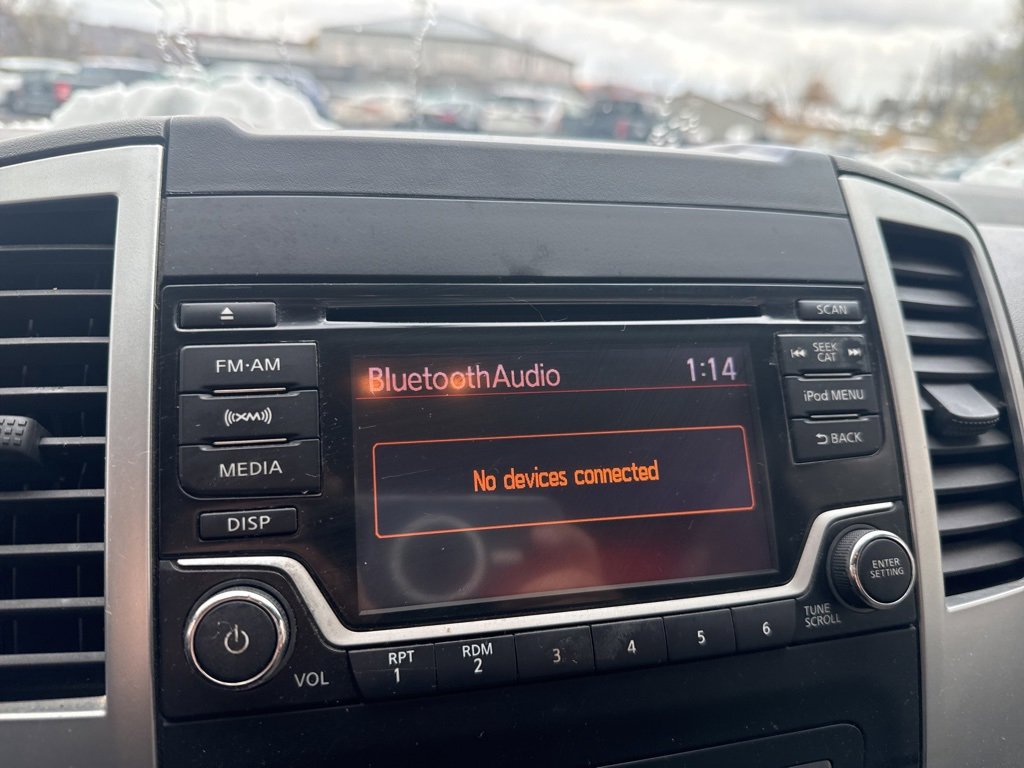 SCAN
FM·AM
BluetoothAudio 1:14
SEEK
CAT
(((XM)))
iPod MENU
MEDIA
No devices connected
BACK
DISP
ENTER
SETTING
VOL
RPT
1
RDM
2
3
4
5
6
TUNE
SCROLL